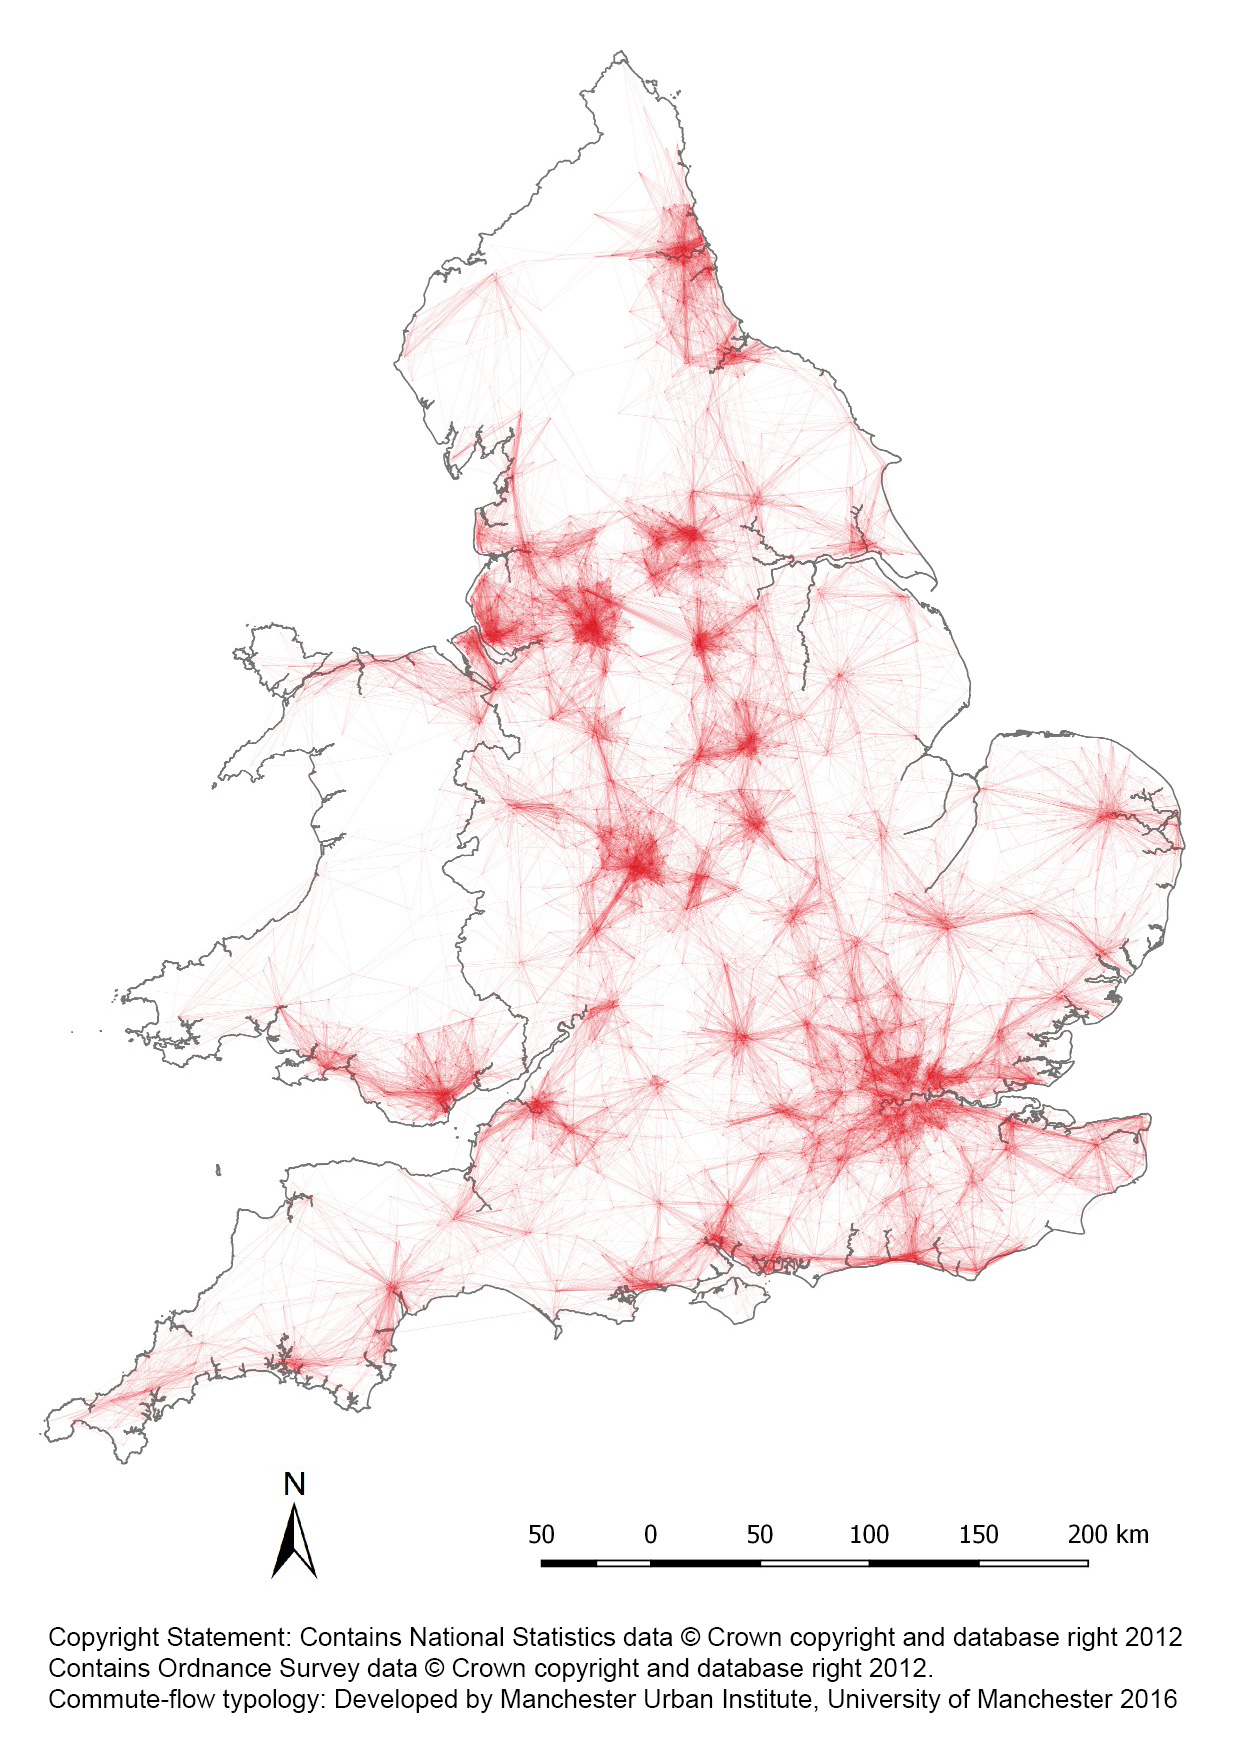 N
50 0 50 100 150 200 km
Copyright Statement: Contains National Statistics data © Crown copyright and database right 2012
Contains Ordnance Survey data © Crown copyright and database right 2012.
Commute-flow typology: Developed by Manchester Urban Institute, University of Manchester 2016